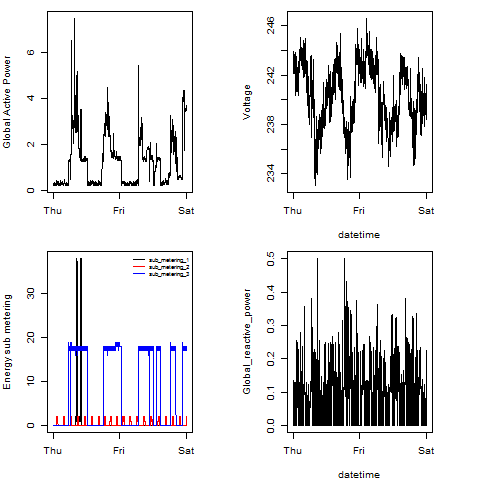 Global Active Power
0 2 4 6
Thu Fri Sat
Voltage
234 238 242 246
Thu Fri Sat
datetime
Energy sub metering
0 10 20 30
sub_metering_1
sub_metering_2
sub_metering_3
Thu Fri Sat
Global_reactive_power
0.0 0.1 0.2 0.3 0.4 0.5
Thu Fri Sat
datetime